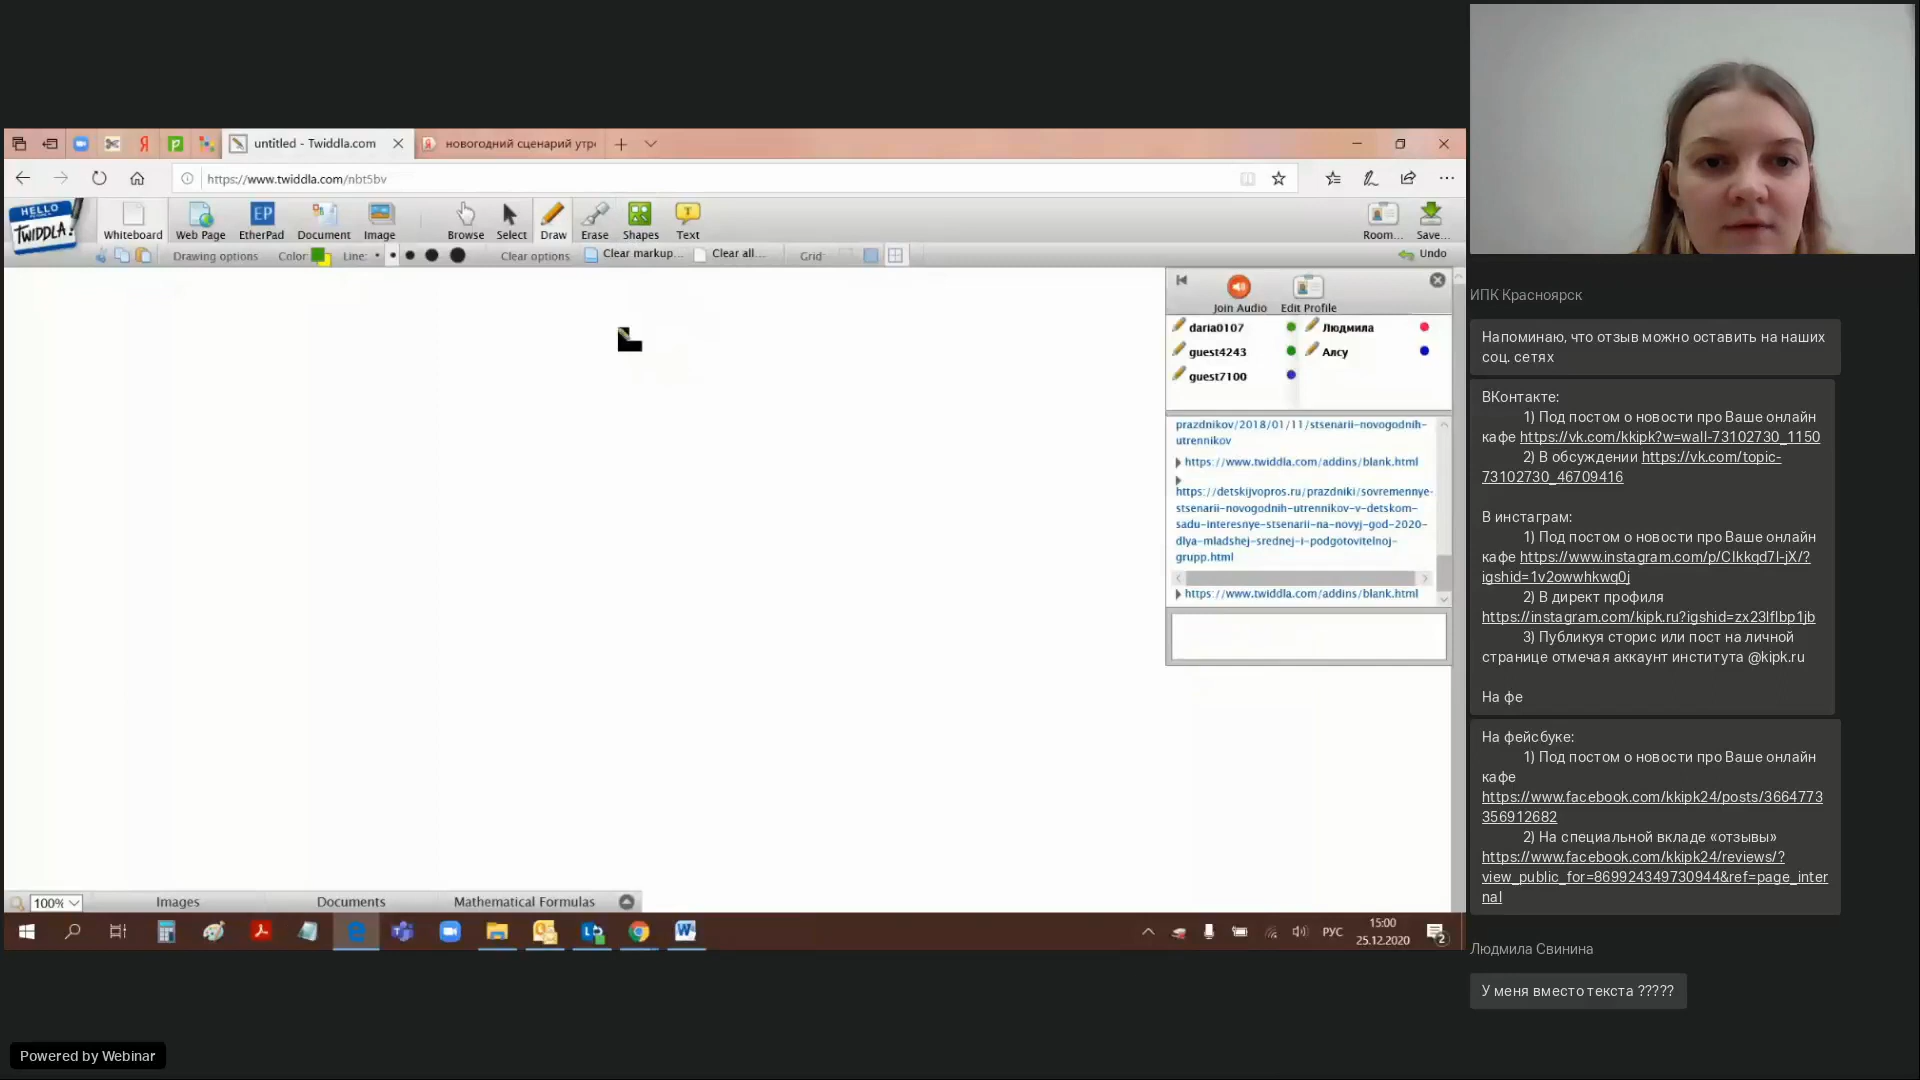 untitled - Twiddla.com
новогодний сценарий утр
https://www.twiddla.com/nbt5bv
HELLO
TWIDDLA!
Whiteboard
Web Page
EtherPad
Document
Image
Browse
Select
Draw
Erase
Shapes
Text
Room...
Save...
Drawing options
Color:
Line:
Clear options
Clear markup...
Clear all...
Grid
Undo
Join Audio
Edit Profile
daria0107
Людмила
guest4243
Алсу
guest7100
prazdnikov/2018/01/11/stsenarii-novogodnih-
utrennikov
https://www.twiddla.com/addins/blank.html
https://detskijvopros.ru/prazdniki/sovremennye-
stsenarii-novogodnih-utrennikov-v-detskom-
sadu-interesnye-stsenarii-na-novyj-god-2020-
dlya-mladshej-srednej-i-podgotovitelnoj-
grupp.html
https://www.twiddla.com/addins/blank.html
100%
Images
Documents
Mathematical Formulas
РУС
15:00
25.12.2020
2
Powered by Webinar
ИПК Красноярск
Напоминаю, что отзыв можно оставить на наших
соц. сетях
ВКонтакте:
1) Под постом о новости про Ваше онлайн
кафе https://vk.com/kkipk?w=wall-73102730_1150
2) В обсуждении https://vk.com/topic-
73102730_46709416
В инстаграм:
1) Под постом о новости про Ваше онлайн
кафе https://www.instagram.com/p/CIkkqd7l-jX/?
igshid=1v2owwhkwq0j
2) В директ профиля
https://instagram.com/kipk.ru?igshid=zx23lflbp1jb
3) Публикуя сторис или пост на личной
странице отмечая аккаунт института @kipk.ru
На фе
На фейсбуке:
1) Под постом о новости про Ваше онлайн
кафе
https://www.facebook.com/kkipk24/posts/3664773
356912682
2) На специальной вкладе «отзывы»
https://www.facebook.com/kkipk24/reviews/?
view_public_for=869924349730944&ref=page_inter
nal
Людмила Свинина
У меня вместо текста ?????